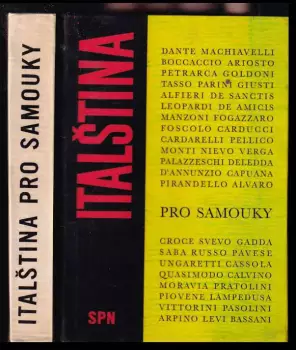 ITALŠTINA PRO SAMOUKY
ITALŠTINA
SPN
DANTE MACHIAVELLI
BOCCACCIO ARIOSTO
PETRARCA GOLDONI
TASSO PARINI GIUSTI
ALFIERI DE SANCTIS
LEOPARDI DE AMICIS
MANZONI FOGAZZARO
FOSCOLO CARDUCCI
CARDARELLI PELLICO
MONTI NIEVO VERGA
PALAZZESCHI DELEDDA
D'ANNUNZIO CAPUANA
PIRANDELLO ALVARO
PRO SAMOUKY
CROCE SVEVO GADDA
SABA RUSSO PAVESE
UNGARETTI CASSOLA
QUASIMODO CALVINO
MORAVIA PRATOLINI
PIOVENE LAMPEDUSA
VITTORINI PASOLINI
ARPINO LEVI BASSANI